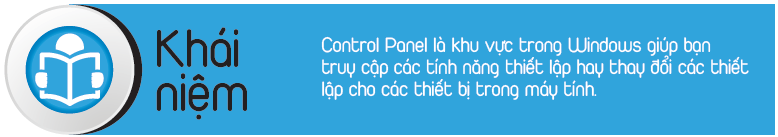 Khái
niệm
Control Panel là khu vực trong Windows giúp bạn
truy cập các tính năng thiết lập hay thay đổi các thiết
lập cho các thiết bị trong máy tính.